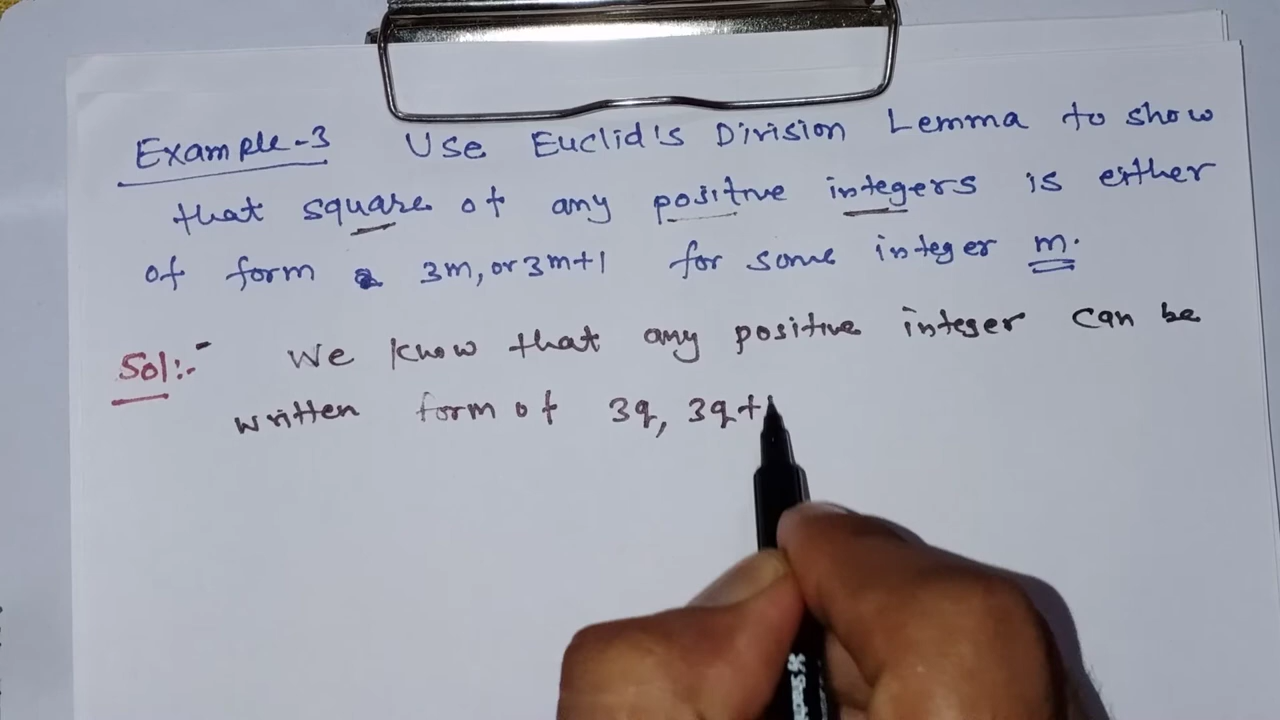 Example-3 Use Euclid's Division Lemma to show
that square of any positive integers is either
of form 3m, or 3m+1 for some integer m.
Sol:- We know that any positive integer can be
written form of 3q, 3q+